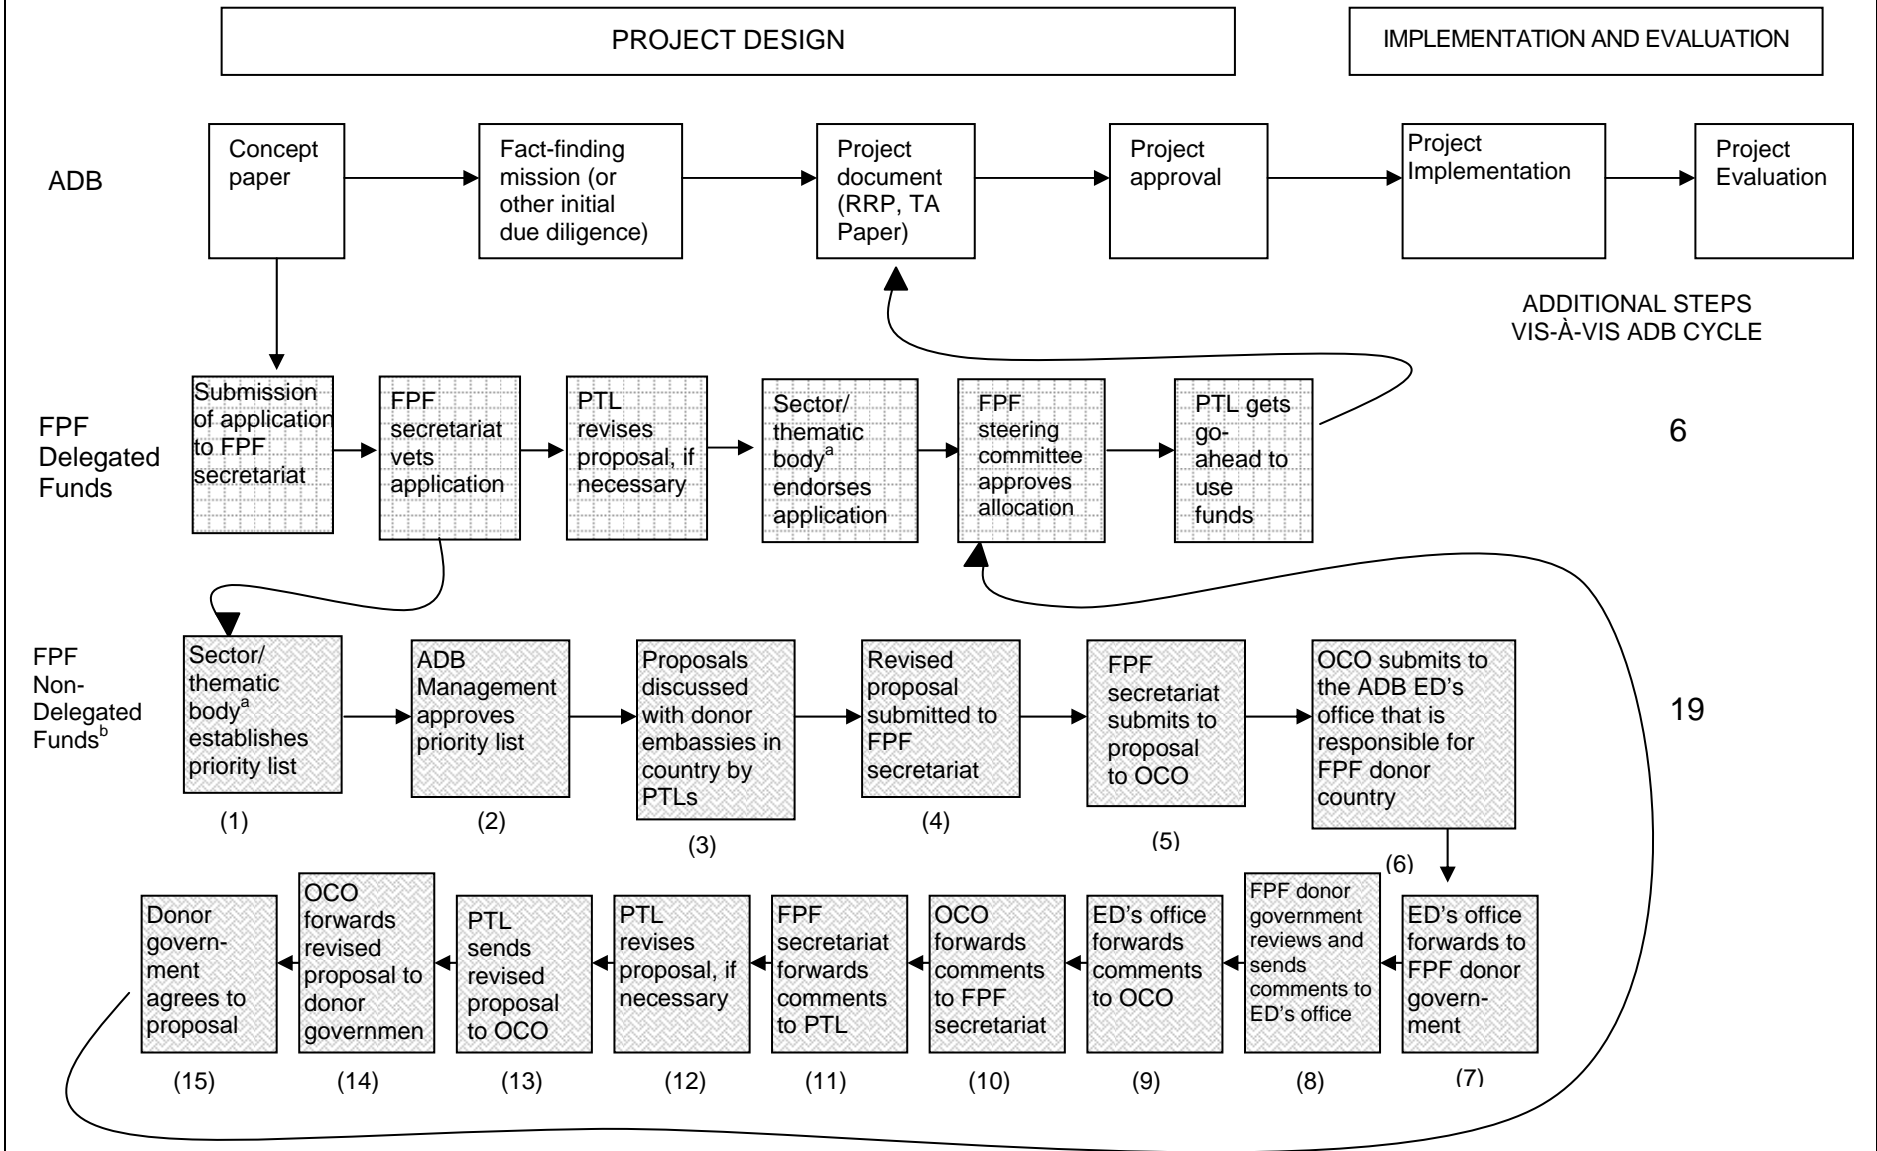 PROJECT DESIGN
IMPLEMENTATION AND EVALUATION
ADB
Concept
paper
Fact-finding
mission (or
other initial
due diligence)
Project
document
(RRP, TA
Paper)
Project
approval
Project
Implementation
Project
Evaluation
ADDITIONAL STEPS
VIS-À-VIS ADB CYCLE
FPF
Delegated
Funds
Submission
of application
to FPF
secretariat
FPF
secretariat
vets
application
PTL
revises
proposal, if
necessary
Sector/
thematic
bodyᵃ
endorses
application
FPF
steering
committee
approves
allocation
PTL gets
go-
ahead to
use
funds
6
FPF
Non-
Delegated
Fundsᵇ
Sector/
thematic
bodyᵃ
establishes
priority list
ADB
Management
approves
priority list
Proposals
discussed
with donor
embassies in
country by
PTLs
Revised
proposal
submitted to
FPF
secretariat
FPF
secretariat
submits to
proposal
to OCO
OCO submits to
the ADB ED's
office that is
responsible for
FPF donor
country
19
(1)
(2)
(3)
(4)
(5)
(6)
Donor
govern-
ment
agrees to
proposal
OCO
forwards
revised
proposal to
donor
governmen
PTL
sends
revised
proposal
to OCO
PTL
revises
proposal, if
necessary
FPF
secretariat
forwards
comments
to PTL
OCO
forwards
comments
to FPF
secretariat
ED's office
forwards
comments
to OCO
FPF donor
government
reviews and
sends
comments to
ED's office
ED's office
forwards to
FPF donor
govern-
ment
(15)
(14)
(13)
(12)
(11)
(10)
(9)
(8)
(7)